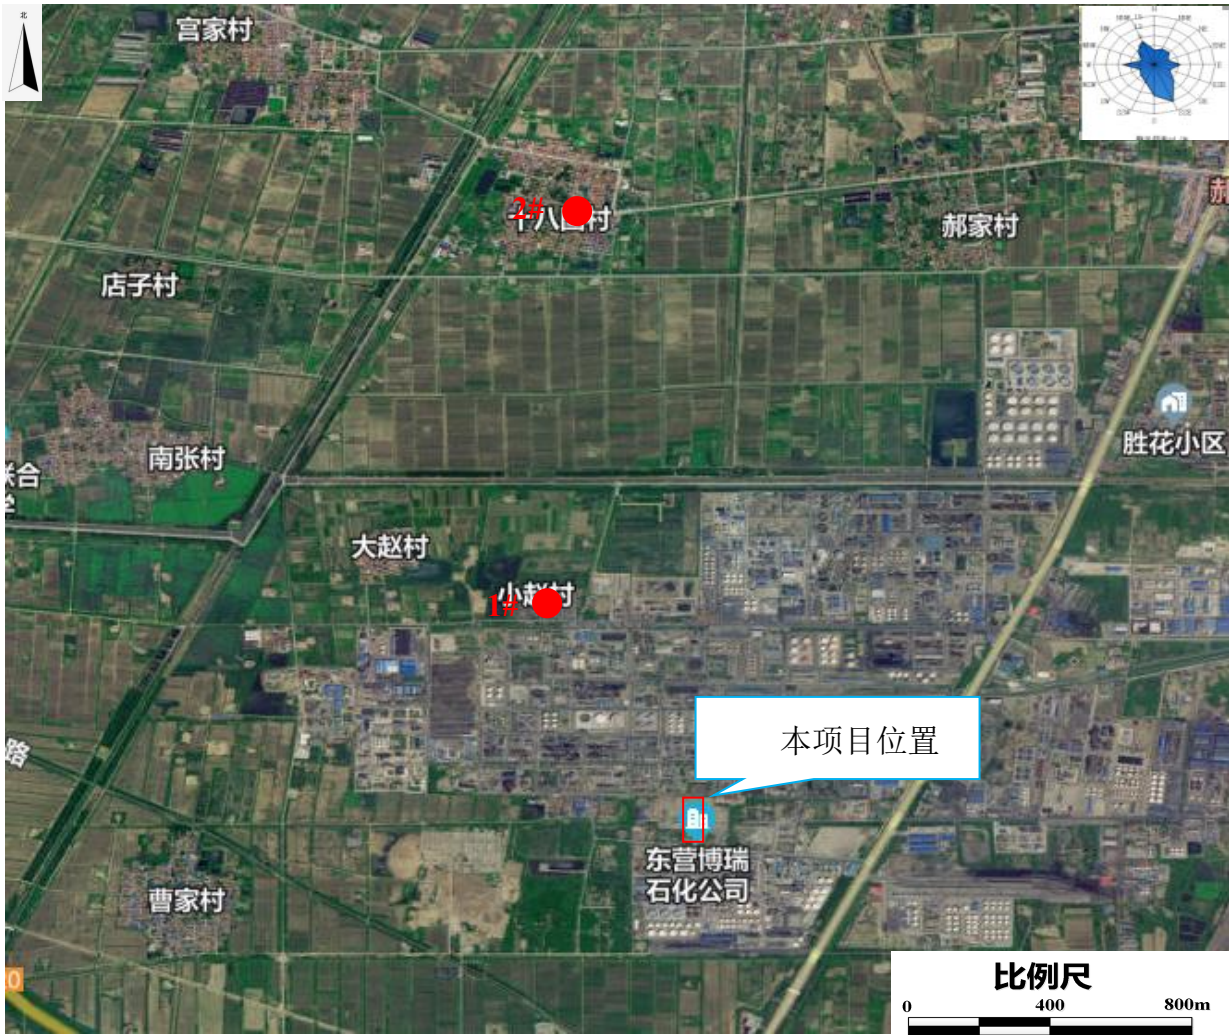 北
宫家村
2#
十八图村
郝家村
郝
店子村
胜花小区
南张村
联合
大赵村
小赵村
1#
本项目位置
路
东营博瑞
石化公司
曹家村
比例尺
0
400
800m